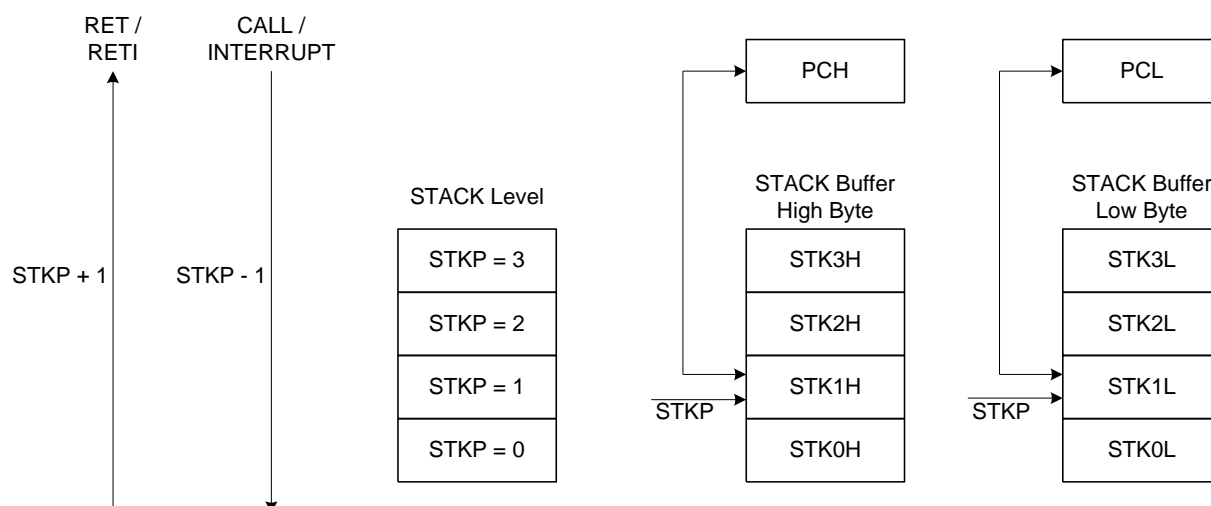 RET /
RETI
CALL /
INTERRUPT
STKP + 1
STKP - 1
STACK Level
STKP = 3
STKP = 2
STKP = 1
STKP = 0
PCH
STACK Buffer
High Byte
STK3H
STK2H
STK1H
STK0H
STKP
PCL
STACK Buffer
Low Byte
STK3L
STK2L
STK1L
STK0L
STKP